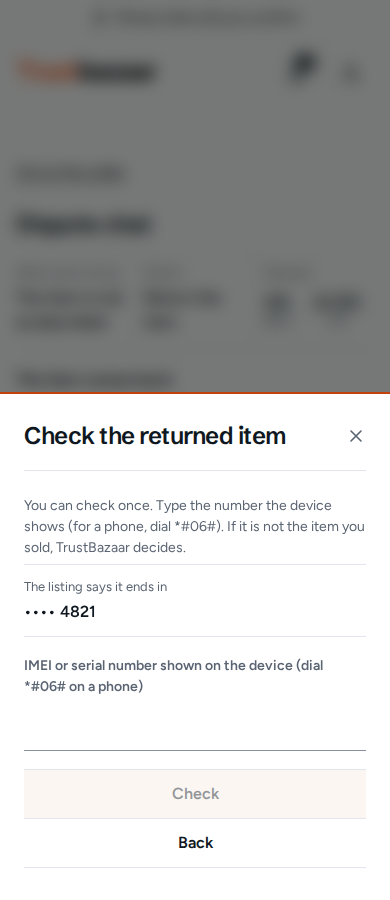 Dispute chat
Check the returned item
You can check once. Type the number the device
shows (for a phone, dial *#06#). If it is not the item you
sold, TrustBazaar decides.
The listing says it ends in
•••• 4821
IMEI or serial number shown on the device (dial
*#06# on a phone)
Check
Back